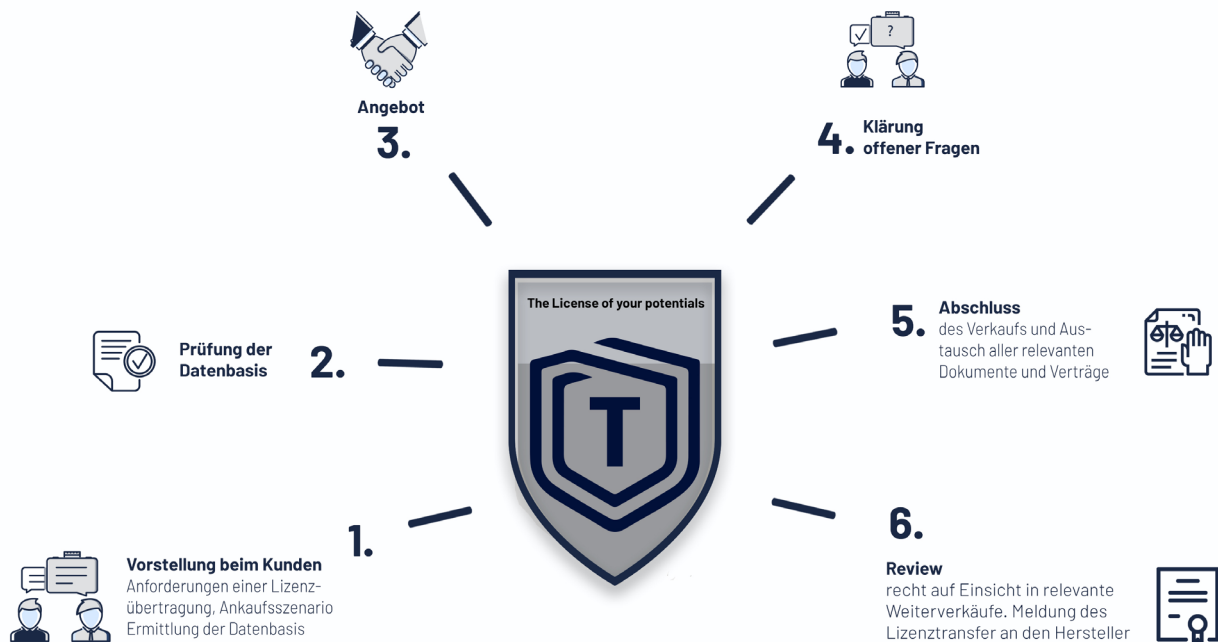 Angebot
3.
?
4.
Klärung
offener Fragen
The License of your potentials
T
Prüfung der
Datenbasis
2.
5.
Abschluss
des Verkaufs und Aus-
tausch aller relevanten
Dokumente und Verträge
1.
Vorstellung beim Kunden
Anforderungen einer Lizenz-
übertragung, Ankaufsszenario
Ermittlung der Datenbasis
6.
Review
recht auf Einsicht in relevante
Weiterverkäufe. Meldung des
Lizenztransfer an den Hersteller